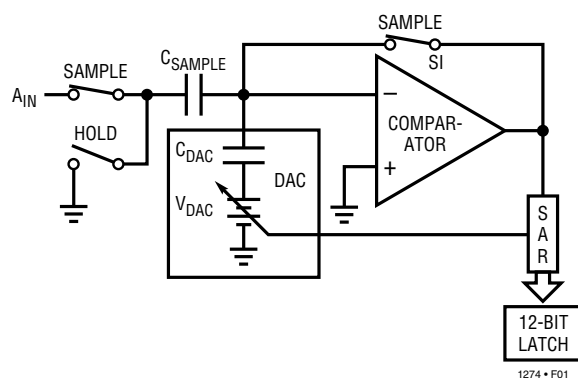 SAMPLE
SI
SAMPLE
C_SAMPLE
A_IN
HOLD
−
COMPAR-
ATOR
+
C_DAC
DAC
V_DAC
S
A
R
12-BIT
LATCH
1274 • F01